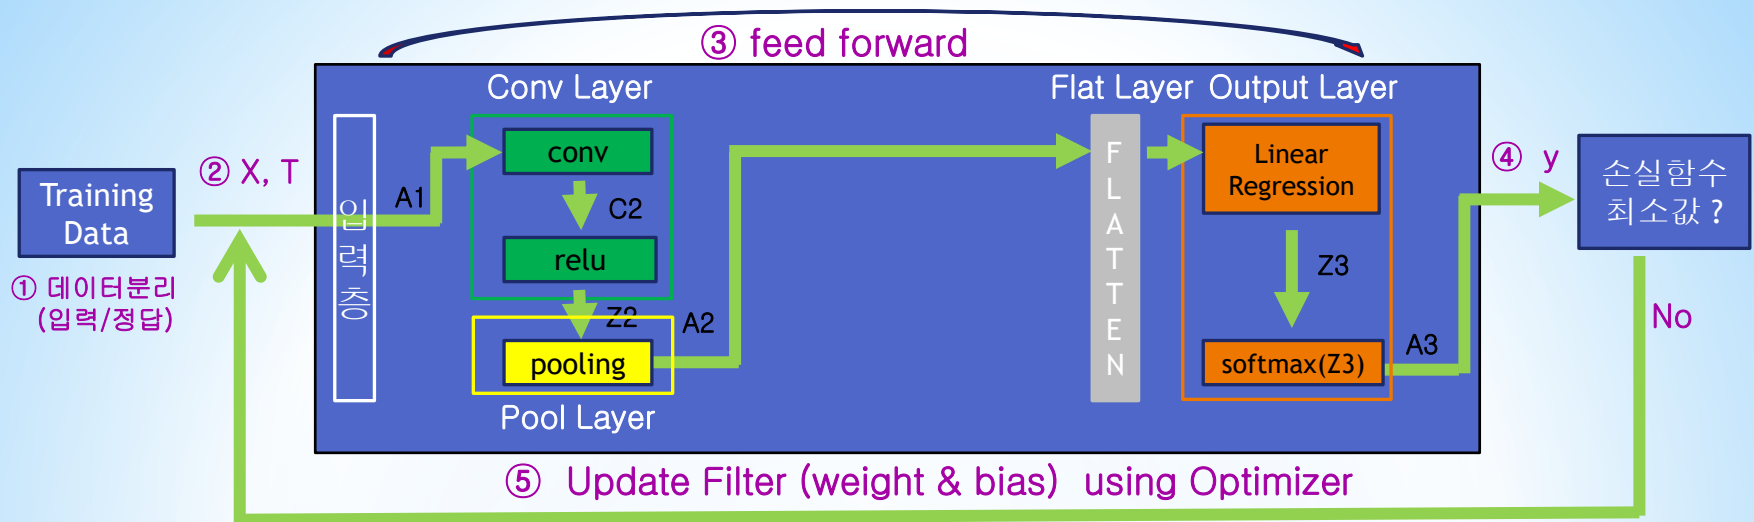 ③ feed forward
Conv Layer
Flat Layer
Output Layer
② X, T
Training
Data
① 데이터분리
(입력/정답)
입
력
층
A1
conv
C2
relu
Z2
pooling
A2
Pool Layer
F
L
A
T
T
E
N
Linear
Regression
Z3
softmax(Z3)
A3
④ y
손실함수
최소값 ?
No
⑤ Update Filter (weight & bias) using Optimizer